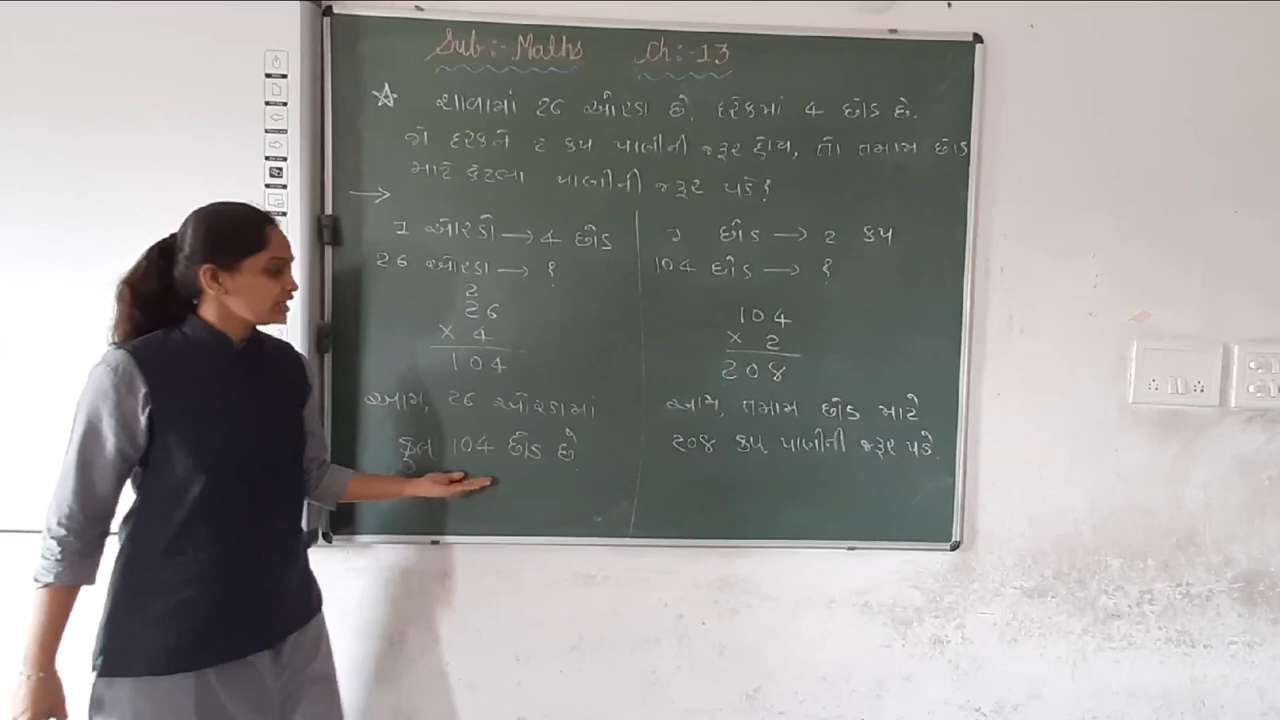 Sub:- Maths Ch:-13
શાળામાં 26 ઓરડા છે. દરેકમાં 4 છોડ છે.
જો દરેકને 2 કપ પાણીની જરૂર હોય, તો તમામ છોડ
માટે કેટલા પાણીની જરૂર પડે?
1 ઓરડો → 4 છોડ
26 ઓરડા → ?
2
26
× 4
104
આમ, 26 ઓરડામાં
કુલ 104 છોડ છે.
1 છોડ → 2 કપ
104 છોડ → ?
104
× 2
208
આમ, તમામ છોડ માટે
208 કપ પાણીની જરૂર પડે.